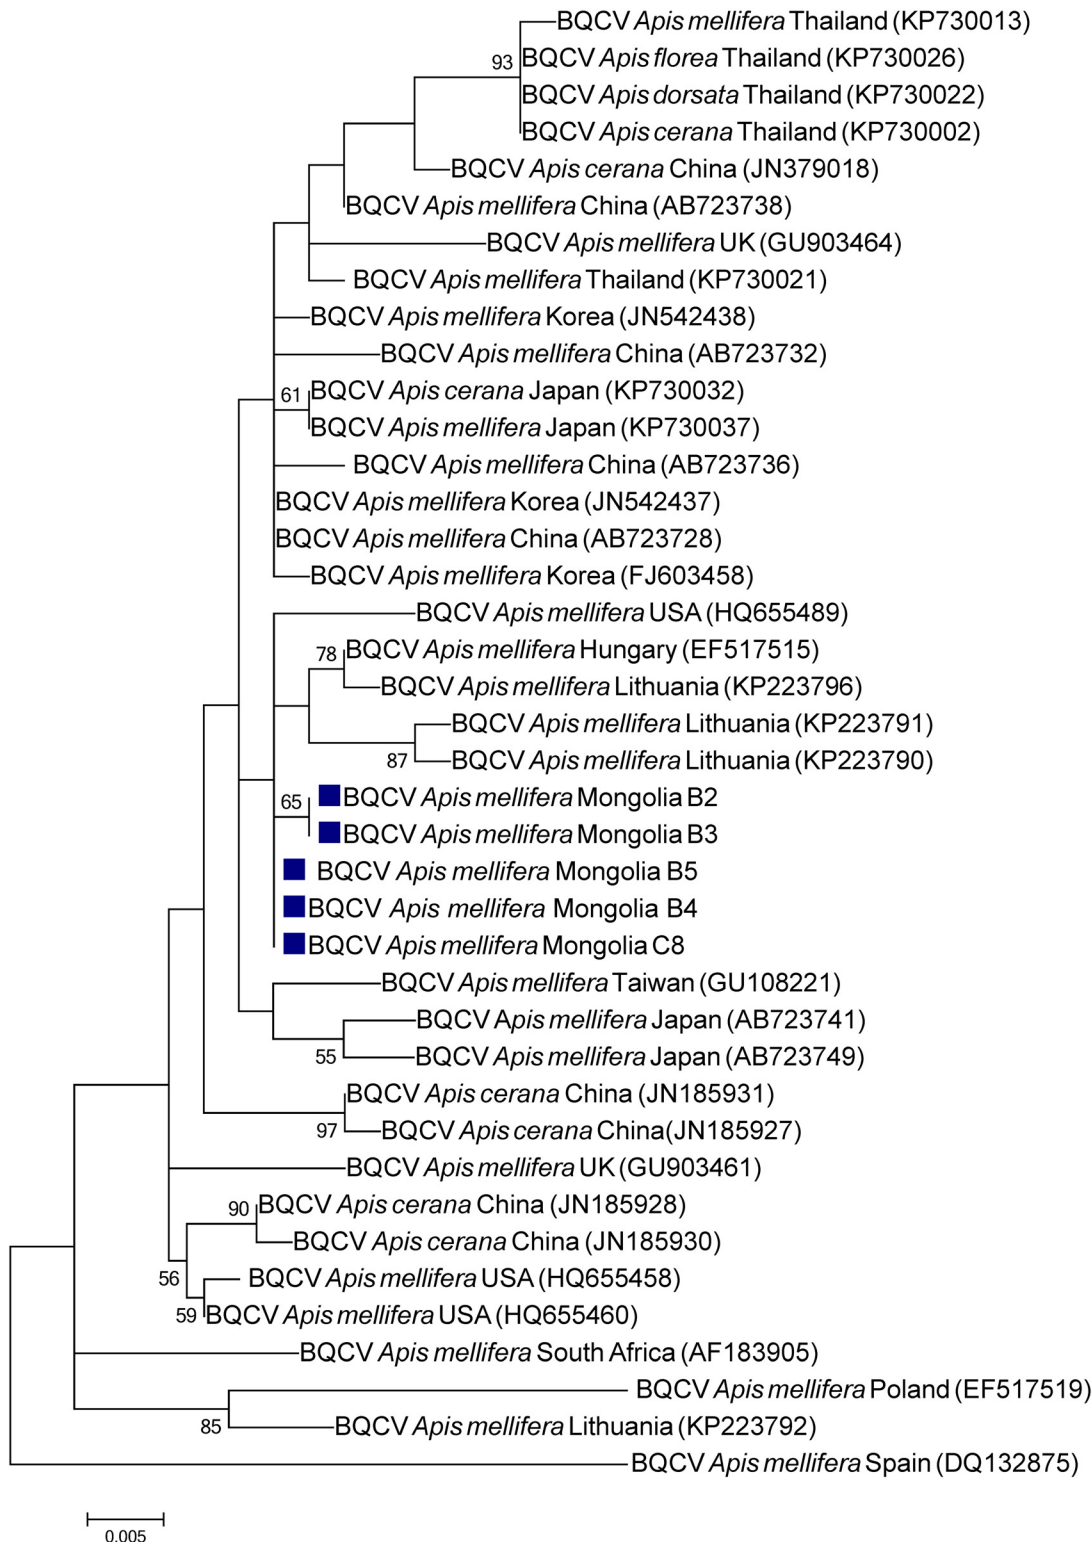 BQCV Apis mellifera Thailand (KP730013)
93
BQCV Apis florea Thailand (KP730026)
BQCV Apis dorsata Thailand (KP730022)
BQCV Apis cerana Thailand (KP730002)
BQCV Apis cerana China (JN379018)
BQCV Apis mellifera China (AB723738)
BQCV Apis mellifera UK (GU903464)
BQCV Apis mellifera Thailand (KP730021)
BQCV Apis mellifera Korea (JN542438)
BQCV Apis mellifera China (AB723732)
61
BQCV Apis cerana Japan (KP730032)
BQCV Apis mellifera Japan (KP730037)
BQCV Apis mellifera China (AB723736)
BQCV Apis mellifera Korea (JN542437)
BQCV Apis mellifera China (AB723728)
BQCV Apis mellifera Korea (FJ603458)
BQCV Apis mellifera USA (HQ655489)
78
BQCV Apis mellifera Hungary (EF517515)
BQCV Apis mellifera Lithuania (KP223796)
BQCV Apis mellifera Lithuania (KP223791)
87
BQCV Apis mellifera Lithuania (KP223790)
65
BQCV Apis mellifera Mongolia B2
BQCV Apis mellifera Mongolia B3
BQCV Apis mellifera Mongolia B5
BQCV Apis mellifera Mongolia B4
BQCV Apis mellifera Mongolia C8
BQCV Apis mellifera Taiwan (GU108221)
BQCV Apis mellifera Japan (AB723741)
55
BQCV Apis mellifera Japan (AB723749)
BQCV Apis cerana China (JN185931)
97
BQCV Apis cerana China(JN185927)
BQCV Apis mellifera UK (GU903461)
90
BQCV Apis cerana China (JN185928)
BQCV Apis cerana China (JN185930)
56
BQCV Apis mellifera USA (HQ655458)
59
BQCV Apis mellifera USA (HQ655460)
BQCV Apis mellifera South Africa (AF183905)
BQCV Apis mellifera Poland (EF517519)
85
BQCV Apis mellifera Lithuania (KP223792)
BQCV Apis mellifera Spain (DQ132875)
0.005